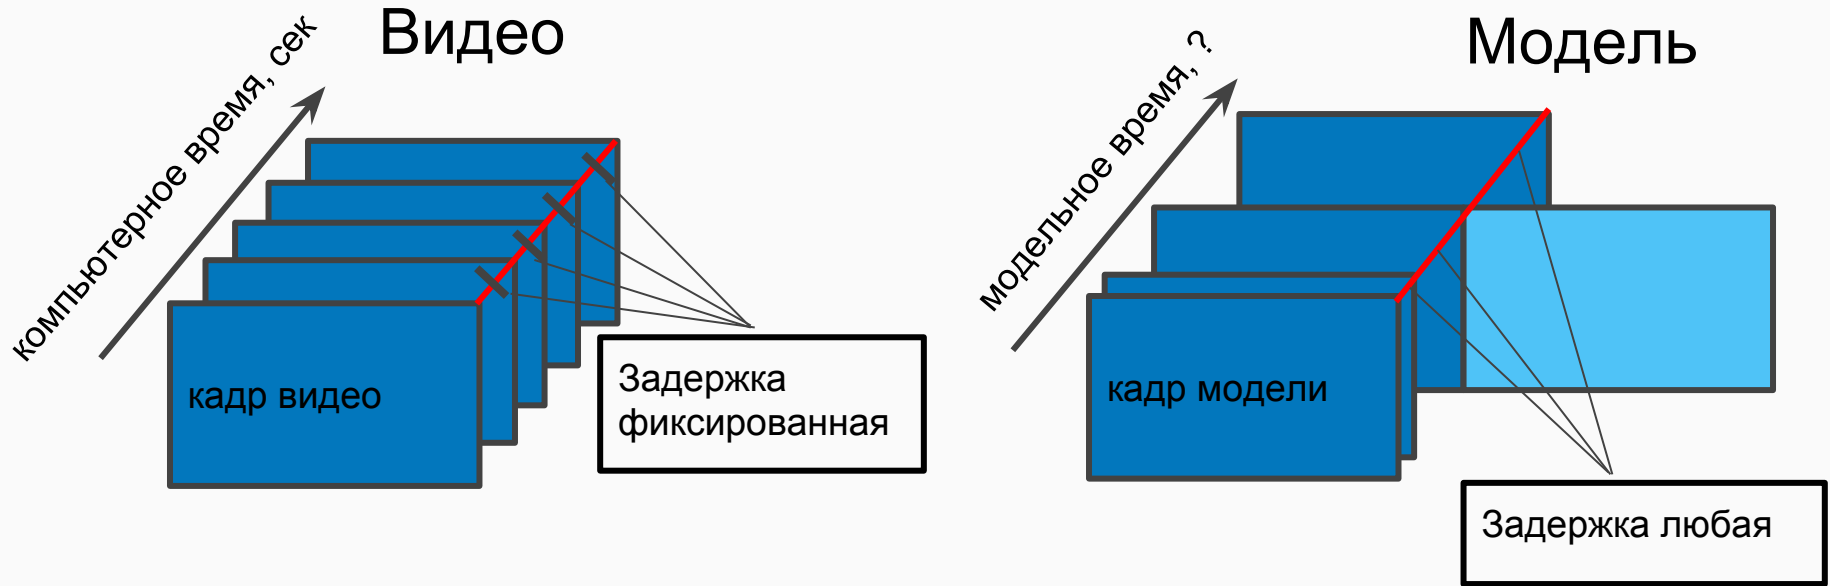 Видео
компьютерное время, сек
кадр видео
Задержка
фиксированная
Модель
модельное время, ?
кадр модели
Задержка любая